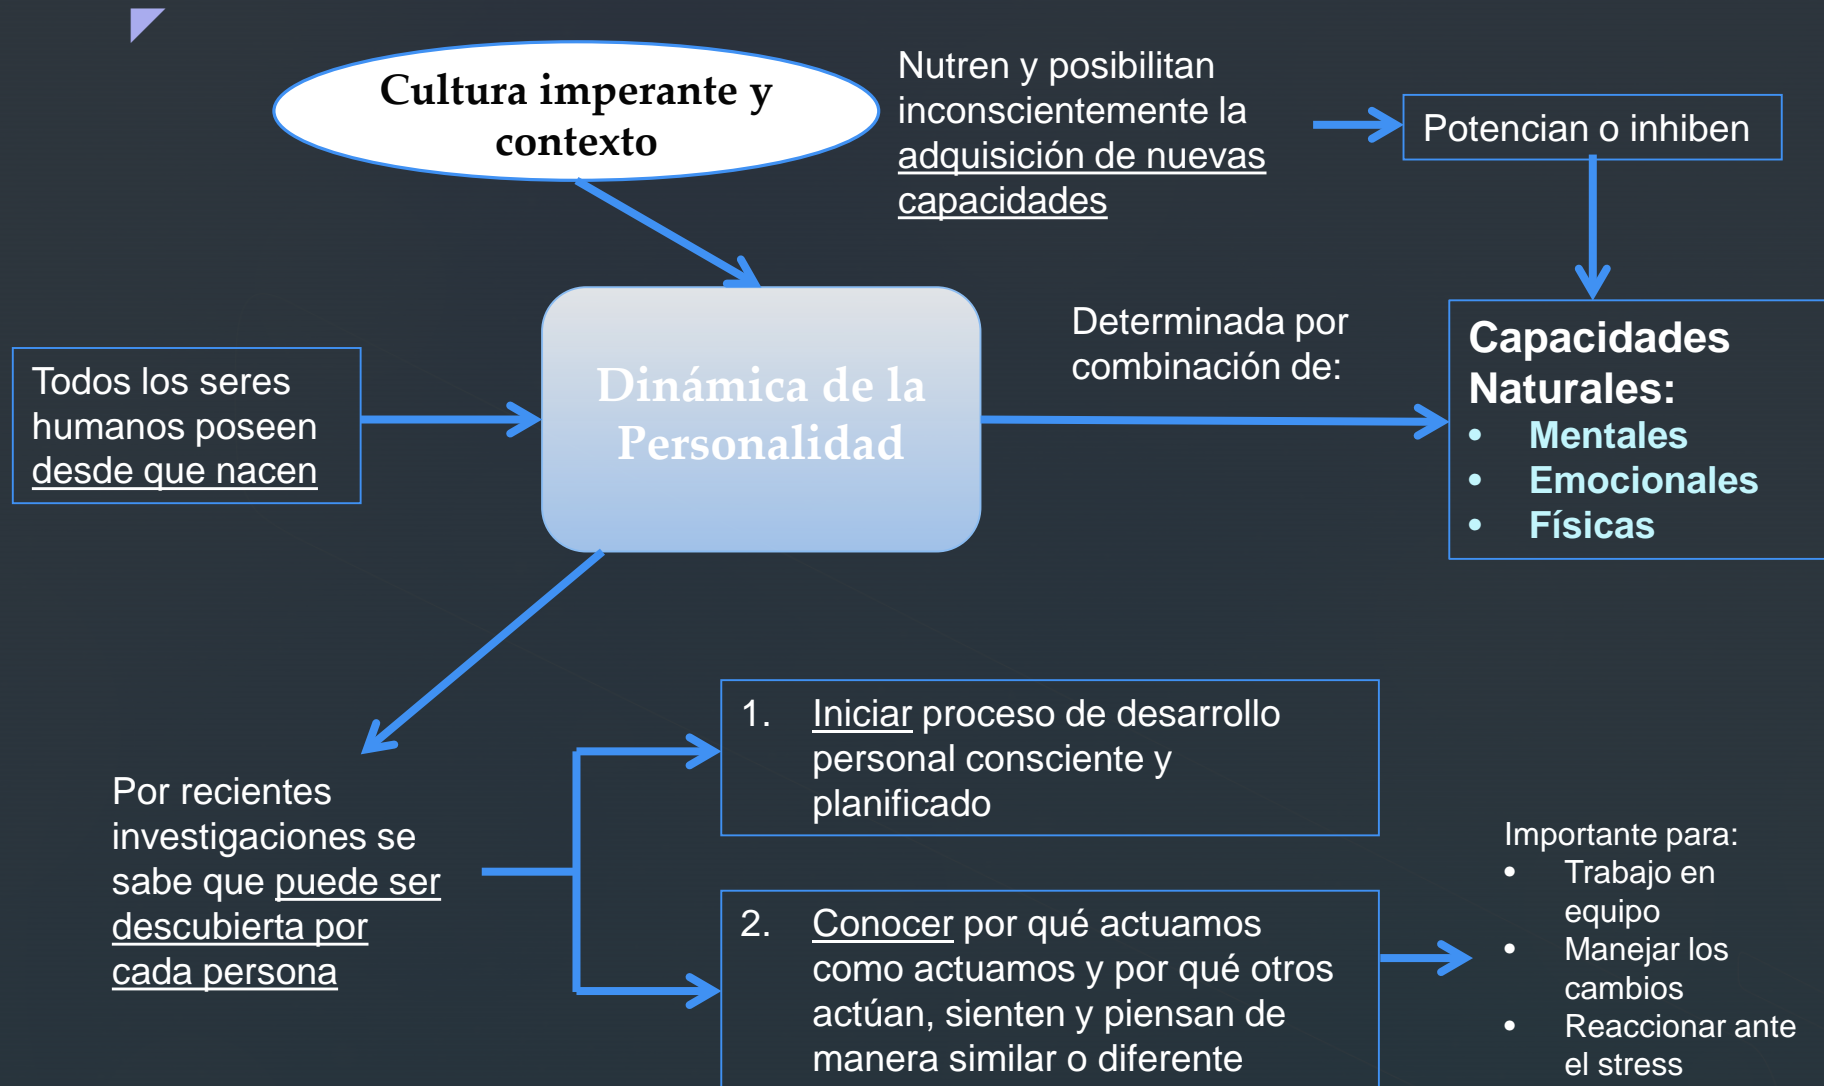 Cultura imperante y
contexto
Nutren y posibilitan
inconscientemente la
adquisición de nuevas
capacidades
Potencian o inhiben
Todos los seres
humanos poseen
desde que nacen
Dinámica de la
Personalidad
Determinada por
combinación de:
Capacidades
Naturales:
• Mentales
• Emocionales
• Físicas
Por recientes
investigaciones se
sabe que puede ser
descubierta por
cada persona
1. Iniciar proceso de desarrollo
personal consciente y
planificado
2. Conocer por qué actuamos
como actuamos y por qué otros
actúan, sienten y piensan de
manera similar o diferente
Importante para:
• Trabajo en
equipo
• Manejar los
cambios
• Reaccionar ante
el stress